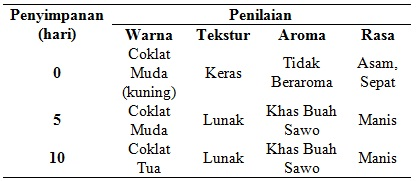 Penyimpanan (hari) Penilaian
Warna Tekstur Aroma Rasa
0 Coklat Muda (kuning) Keras Tidak Beraroma Asam, Sepat
5 Coklat Muda Lunak Khas Buah Sawo Manis
10 Coklat Tua Lunak Khas Buah Sawo Manis